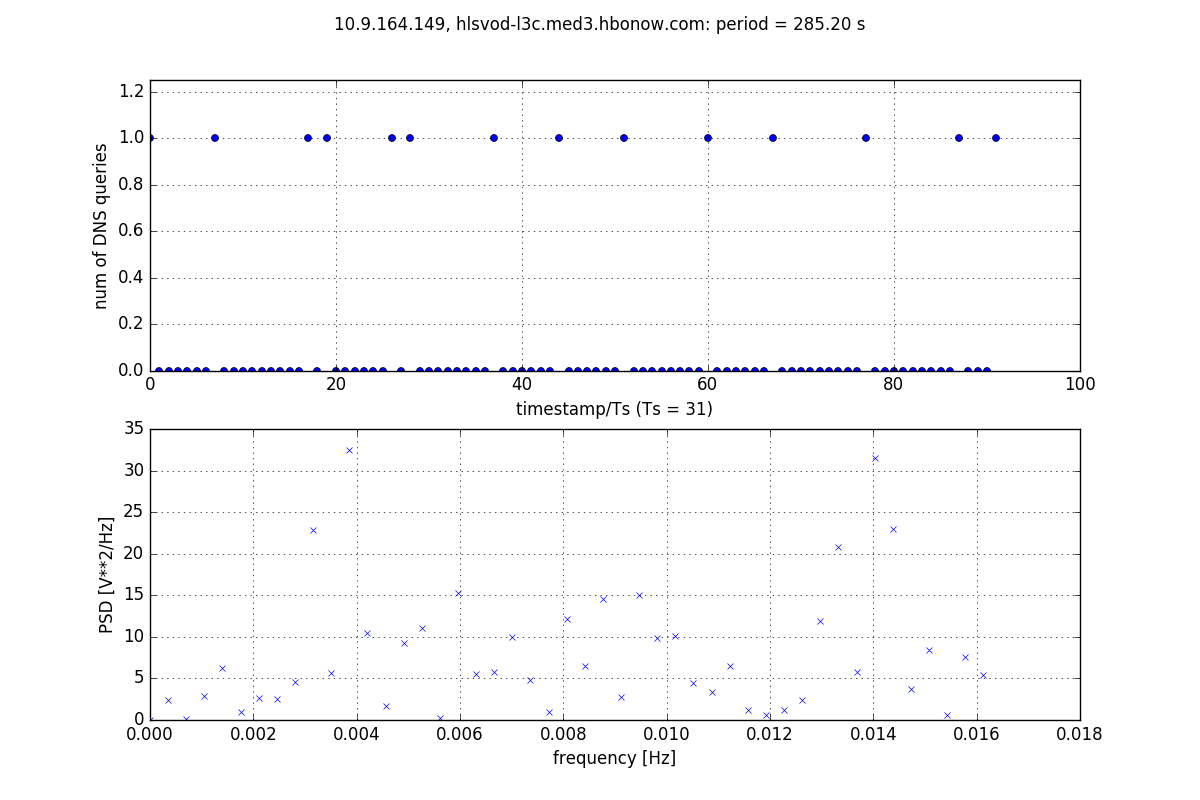 10.9.164.149, hlsvod-l3c.med3.hbonow.com: period = 285.20 s
1.2
1.0
0.8
0.6
0.4
0.2
0.0
num of DNS queries
0 20 40 60 80 100
timestamp/Ts (Ts = 31)
35
30
25
20
15
10
5
0
PSD [V**2/Hz]
0.000 0.002 0.004 0.006 0.008 0.010 0.012 0.014 0.016 0.018
frequency [Hz]